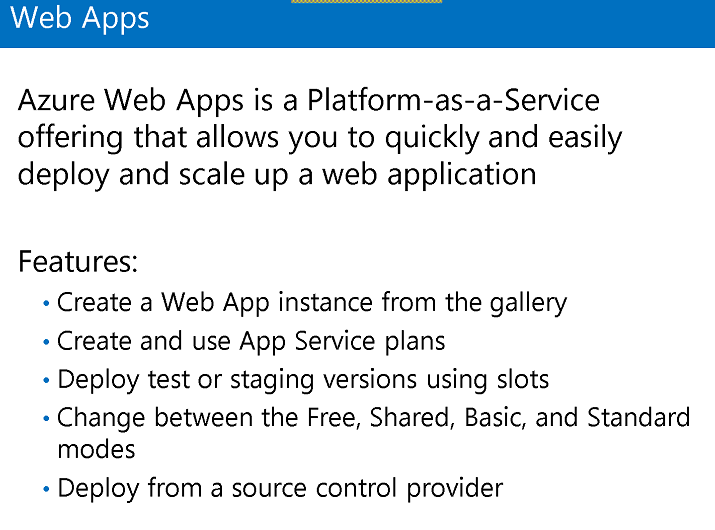 Web Apps
Azure Web Apps is a Platform-as-a-Service
offering that allows you to quickly and easily
deploy and scale up a web application
Features:
• Create a Web App instance from the gallery
• Create and use App Service plans
• Deploy test or staging versions using slots
• Change between the Free, Shared, Basic, and Standard
modes
• Deploy from a source control provider